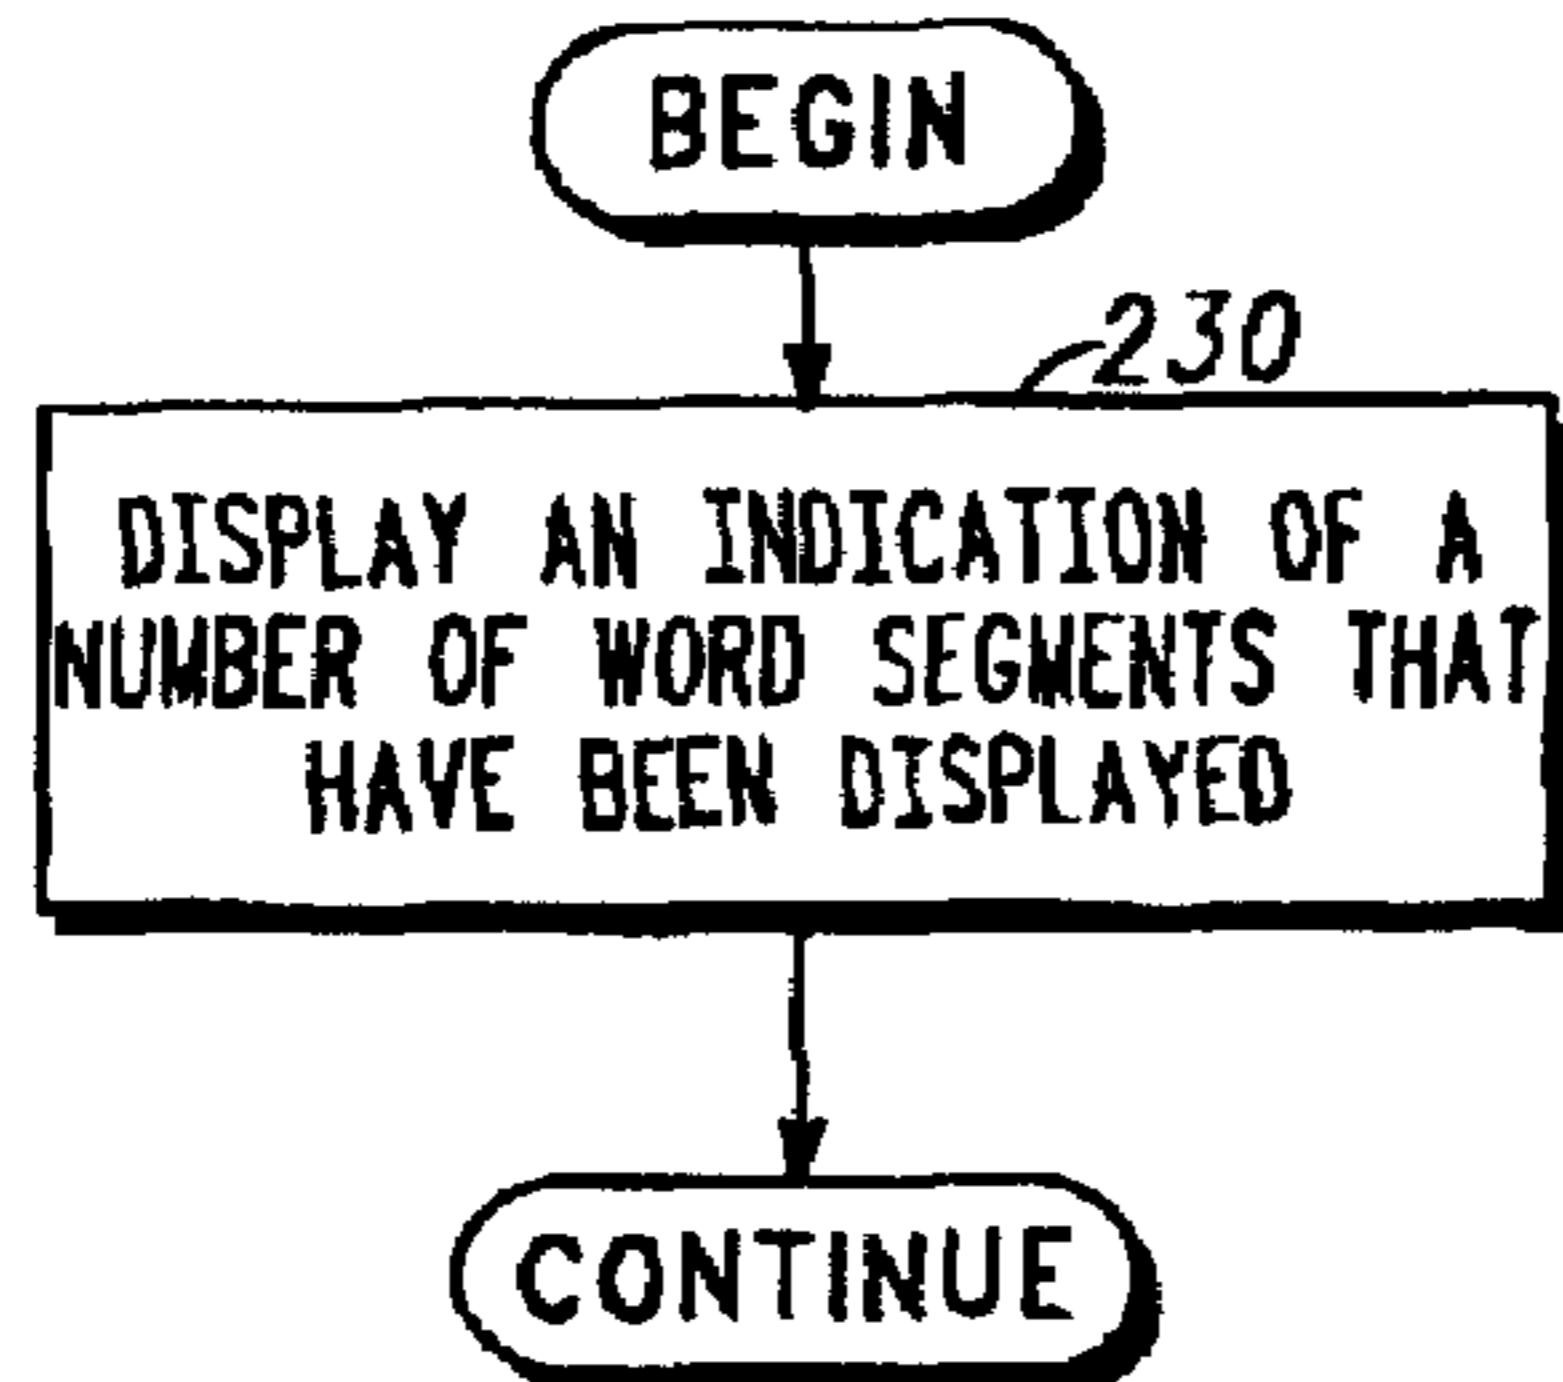 BEGIN
230
DISPLAY AN INDICATION OF A
NUMBER OF WORD SEGMENTS THAT
HAVE BEEN DISPLAYED
CONTINUE